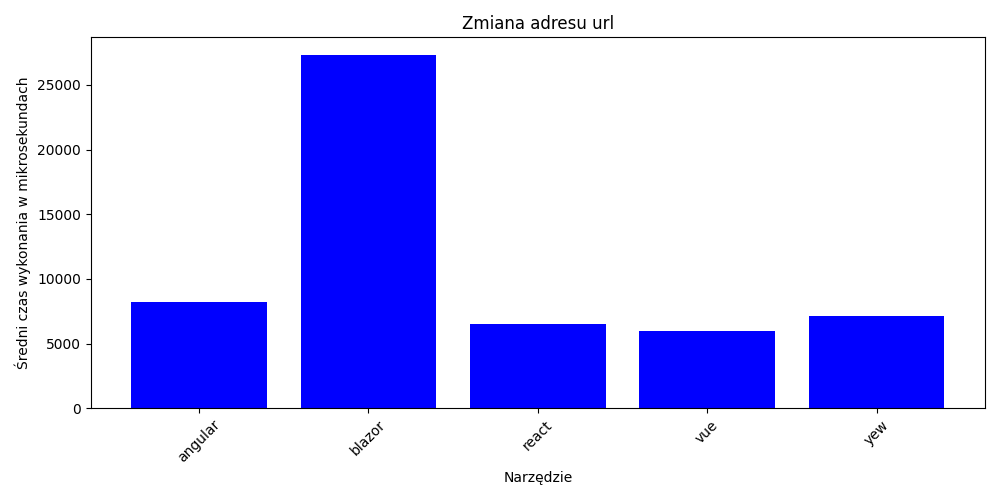 Zmiana adresu url
Średni czas wykonania w mikrosekundach
25000
20000
15000
10000
5000
0
angular
blazor
react
vue
yew
Narzędzie